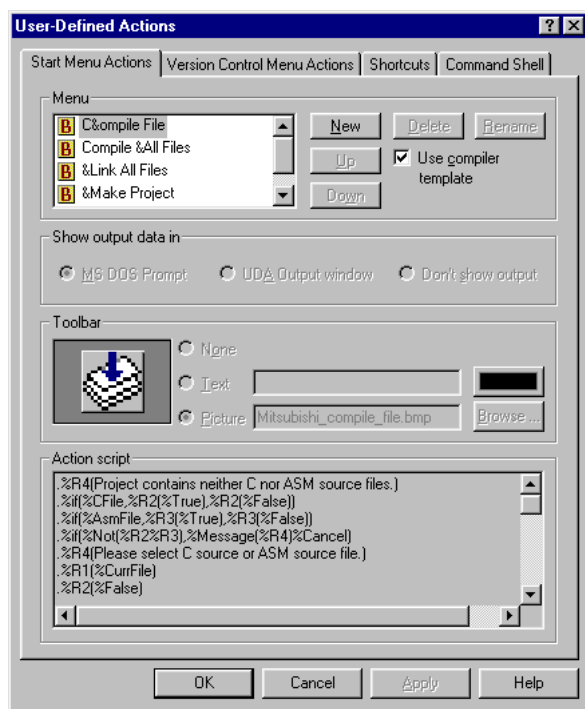 User-Defined Actions
Start Menu Actions Version Control Menu Actions Shortcuts Command Shell
Menu
C&ompile File
Compile &All Files
&Link All Files
&Make Project
New Delete Rename
Up
Down
Use compiler
template
Show output data in
MS DOS Prompt UDA Output window Don't show output
Toolbar
None
Text
Picture Mitsubishi_compile_file.bmp Browse ...
Action script
.%R4(Project contains neither C nor ASM source files.)
.%if(%CFile,%R2(%True),%R2(%False))
.%if(%AsmFile,%R3(%True),%R3(%False))
.%if(%Not(%R2%R3),%Message(%R4)%Cancel)
.%R4(Please select C source or ASM source file.)
.%R1(%CurrFile)
.%R2(%False)
OK Cancel Apply Help